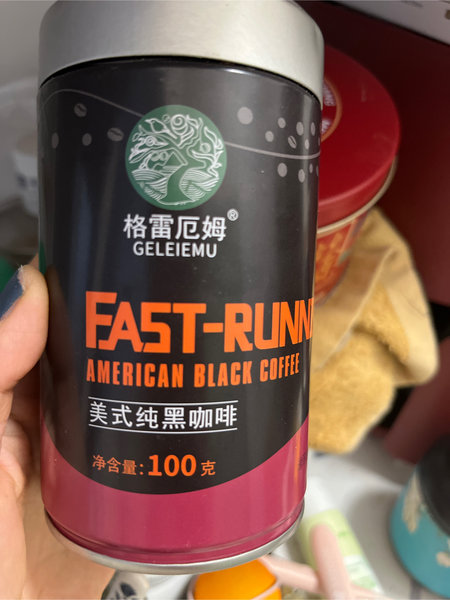 格雷厄姆®
GELEIEMU
FAST-RUNN
AMERICAN BLACK COFFEE
美式纯黑咖啡
净含量:100克